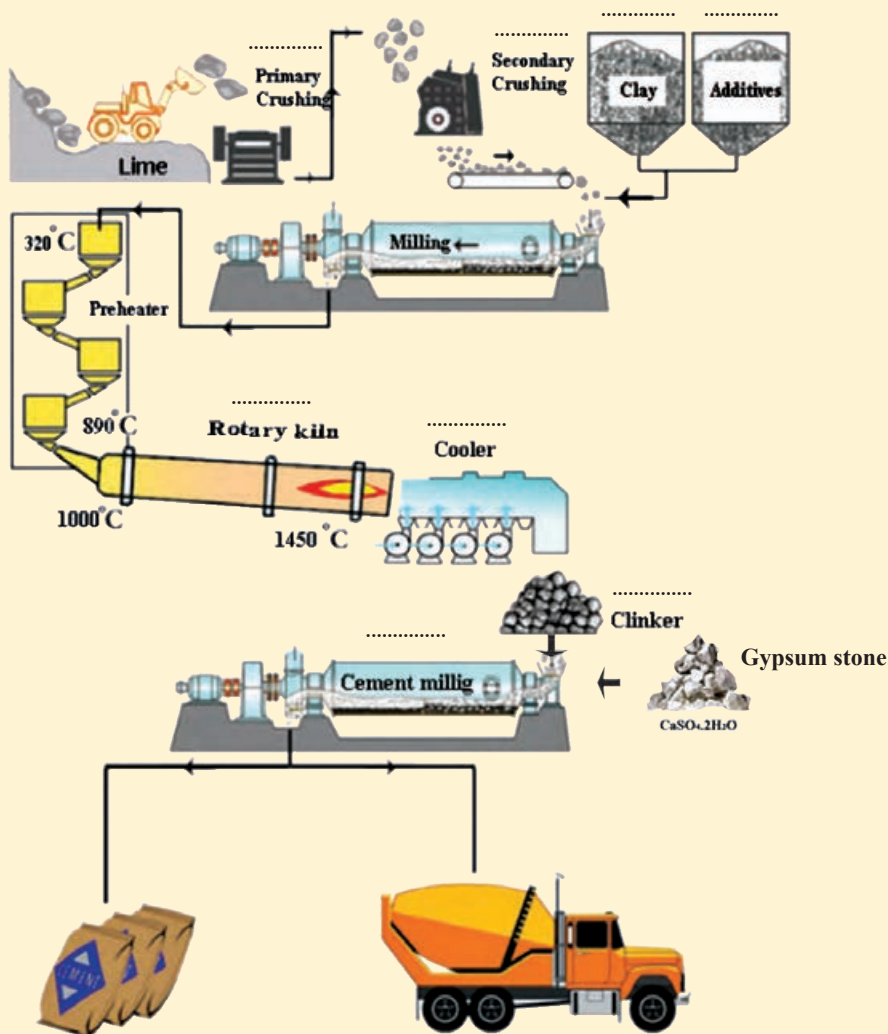 Primary
Crushing
Secondary
Crushing
Clay
Additives
Lime
Milling
320°C
Preheater
890°C
Rotary kiln
Cooler
1000°C
1450 °C
Clinker
Gypsum stone
Cement millig
CaSO4.2H2O
CEMENT